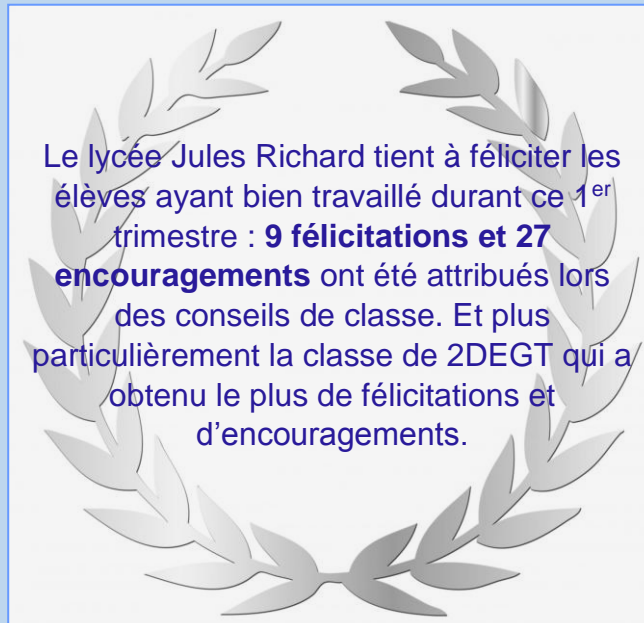 Le lycée Jules Richard tient à féliciter les
élèves ayant bien travaillé durant ce 1er
trimestre : 9 félicitations et 27
encouragements ont été attribués lors
des conseils de classe. Et plus
particulièrement la classe de 2DEGT qui a
obtenu le plus de félicitations et
d'encouragements.